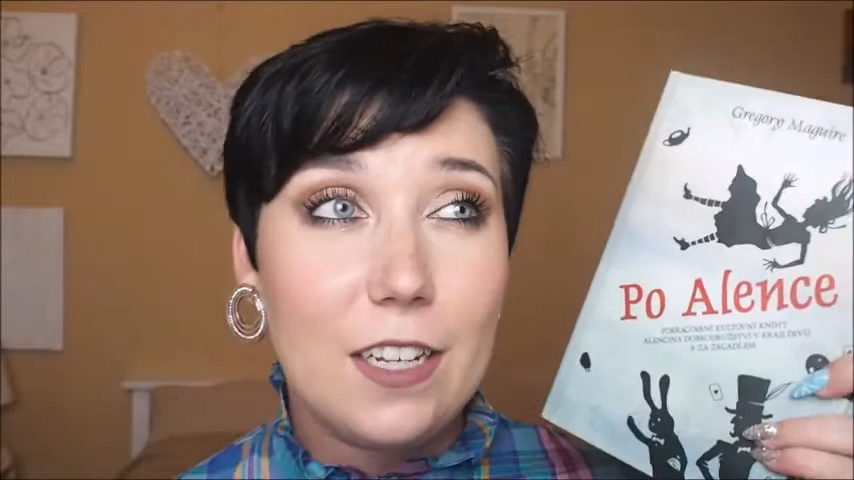 Gregory Maguire
Po Alence
POKRAČOVÁNÍ KULTOVNÍ KNIHY
ALENČINA DOBRODRUŽSTVÍ V KRAJI DIVŮ
A ZA ZRCADLEM